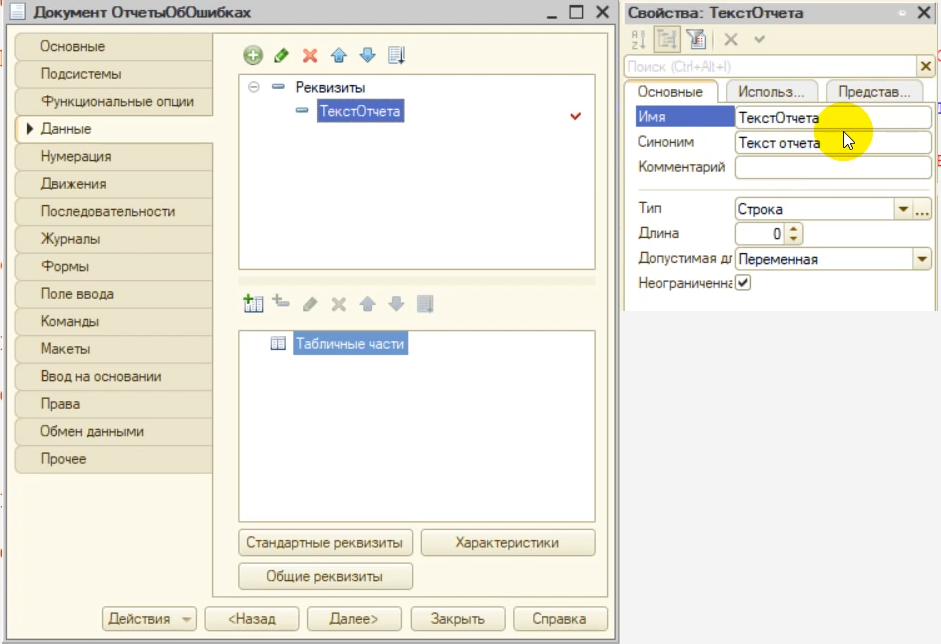 Документ ОтчетыОбОшибках
Основные
Подсистемы
Функциональные опции
Данные
Нумерация
Движения
Последовательности
Журналы
Формы
Поле ввода
Команды
Макеты
Ввод на основании
Права
Обмен данными
Прочее
Реквизиты
ТекстОтчета
Табличные части
Стандартные реквизиты
Характеристики
Общие реквизиты
Действия
<Назад
Далее>
Закрыть
Справка
Свойства: ТекстОтчета
Поиск (Ctrl+Alt+I)
Основные
Использ...
Представ...
Имя
ТекстОтчета
Синоним
Текст отчета
Комментарий
Тип
Строка
...
Длина
0
Допустимая дл
Переменная
Неограниченна